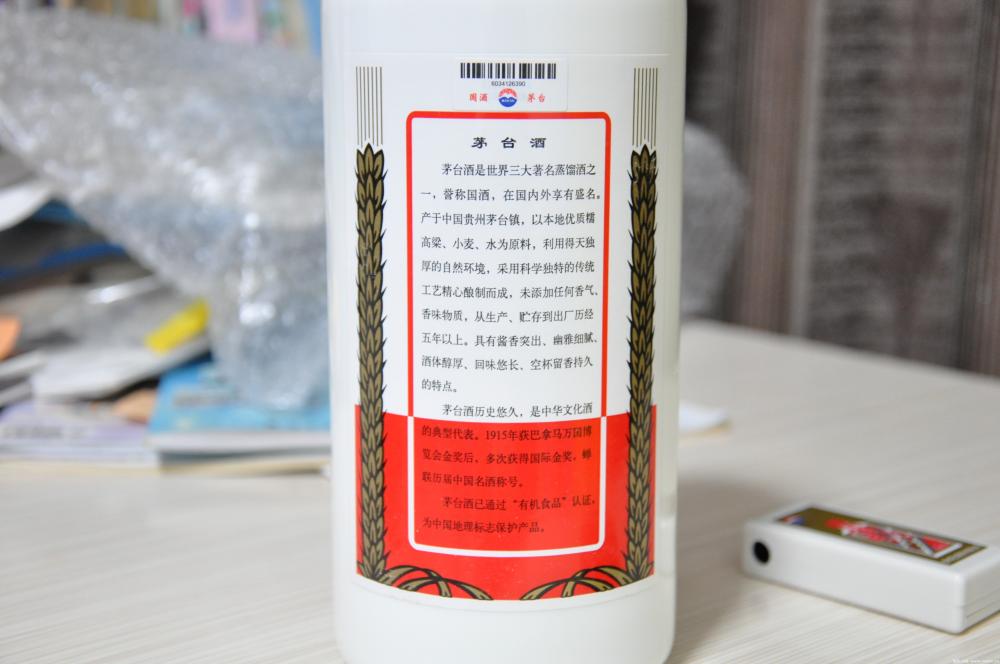 6034126390
国酒 茅台
茅台酒
茅台酒是世界三大著名蒸馏酒之
一，誉称国酒，在国内外享有盛名。
产于中国贵州茅台镇，以本地优质糯
高梁、小麦、水为原料，利用得天独
厚的自然环境，采用科学独特的传统
工艺精心酿制而成，未添加任何香气、
香味物质，从生产、贮存到出厂历经
五年以上。具有酱香突出、幽雅细腻、
酒体醇厚、回味悠长、空杯留香持久
的特点。
茅台酒历史悠久，是中华文化酒
的典型代表。1915年获巴拿马万国博
览会金奖后、多次获得国际金奖，蝉
联历届中国名酒称号。
茅台酒已通过“有机食品”认证，
为中国地理标志保护产品。